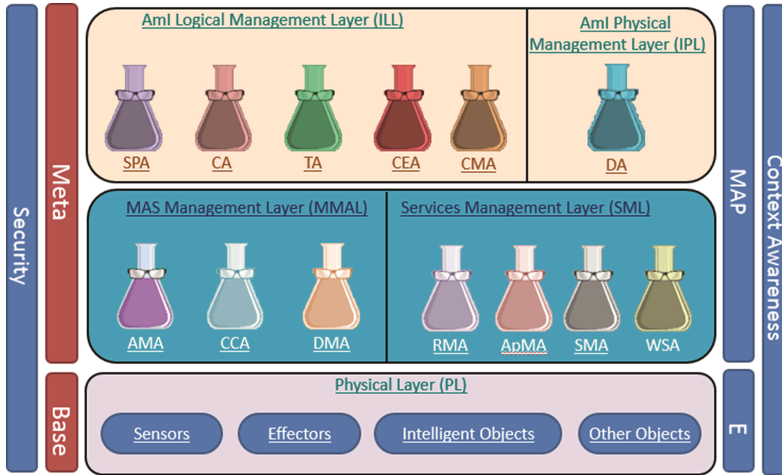 AmI Logical Management Layer (ILL)
AmI Physical
Management Layer (IPL)
SPA
CA
TA
CEA
CMA
DA
MAS Management Layer (MMAL)
Services Management Layer (SML)
AMA
CCA
DMA
RMA
ApMA
SMA
WSA
Physical Layer (PL)
Sensors
Effectors
Intelligent Objects
Other Objects
Security
Meta
Base
MAP
E
Context Awareness